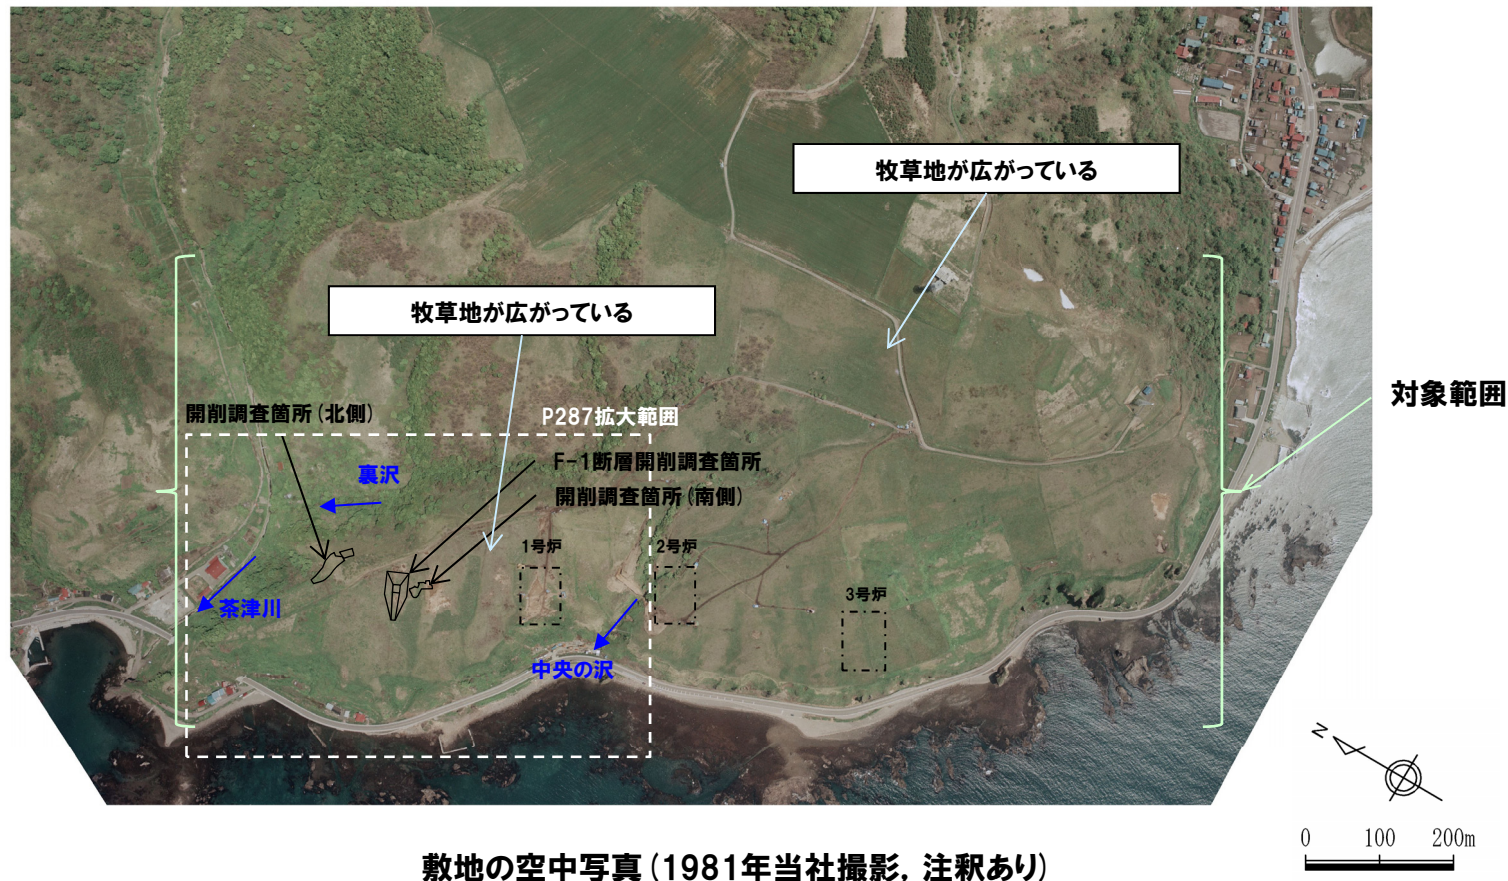 牧草地が広がっている
牧草地が広がっている
対象範囲
開削調査箇所(北側)
P287拡大範囲
F-1断層開削調査箇所
裏沢
開削調査箇所(南側)
1号炉
2号炉
3号炉
茶津川
中央の沢
N
0 100 200m
敷地の空中写真(1981年当社撮影,注釈あり)